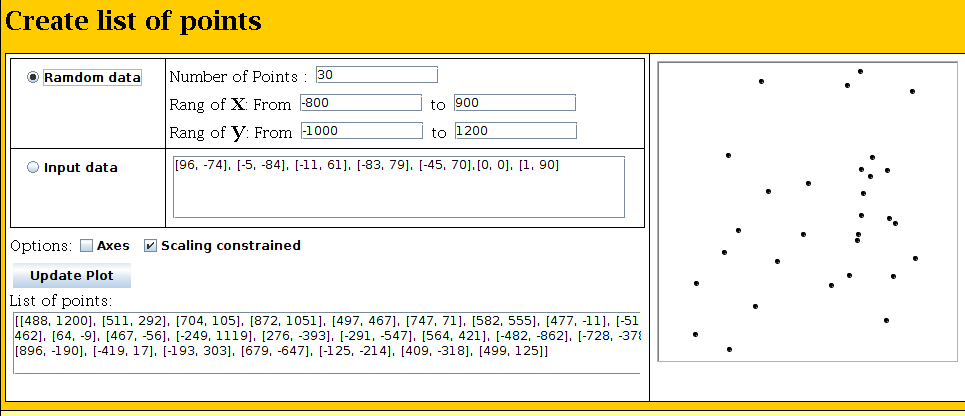 Create list of points
Ramdom data
Number of Points : 30
Rang of x: From -800 to 900
Rang of y: From -1000 to 1200
Input data
[96, -74], [-5, -84], [-11, 61], [-83, 79], [-45, 70],[0, 0], [1, 90]
Options: Axes Scaling constrained
Update Plot
List of points:
[[488, 1200], [511, 292], [704, 105], [872, 1051], [497, 467], [747, 71], [582, 555], [477, -11], [-51
462], [64, -9], [467, -56], [-249, 1119], [276, -393], [-291, -547], [564, 421], [-482, -862], [-728, -378
[896, -190], [-419, 17], [-193, 303], [679, -647], [-125, -214], [409, -318], [499, 125]]